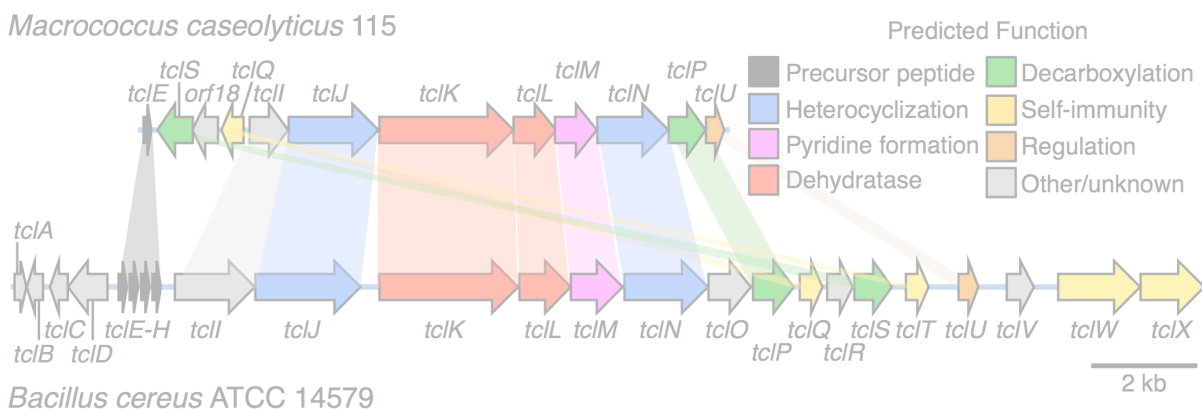 Macrococcus caseolyticus 115
Predicted Function
Precursor peptide
Heterocyclization
Pyridine formation
Dehydratase
Decarboxylation
Self-immunity
Regulation
Other/unknown
tclE
tclS
orf18
tclQ
tclI
tclJ
tclK
tclL
tclM
tclN
tclP
tclU
tclA
tclB
tclC
tclD
tclE-H
tclI
tclJ
tclK
tclL
tclM
tclN
tclO
tclP
tclQ
tclR
tclS
tclT
tclU
tclV
tclW
tclX
2 kb
Bacillus cereus ATCC 14579